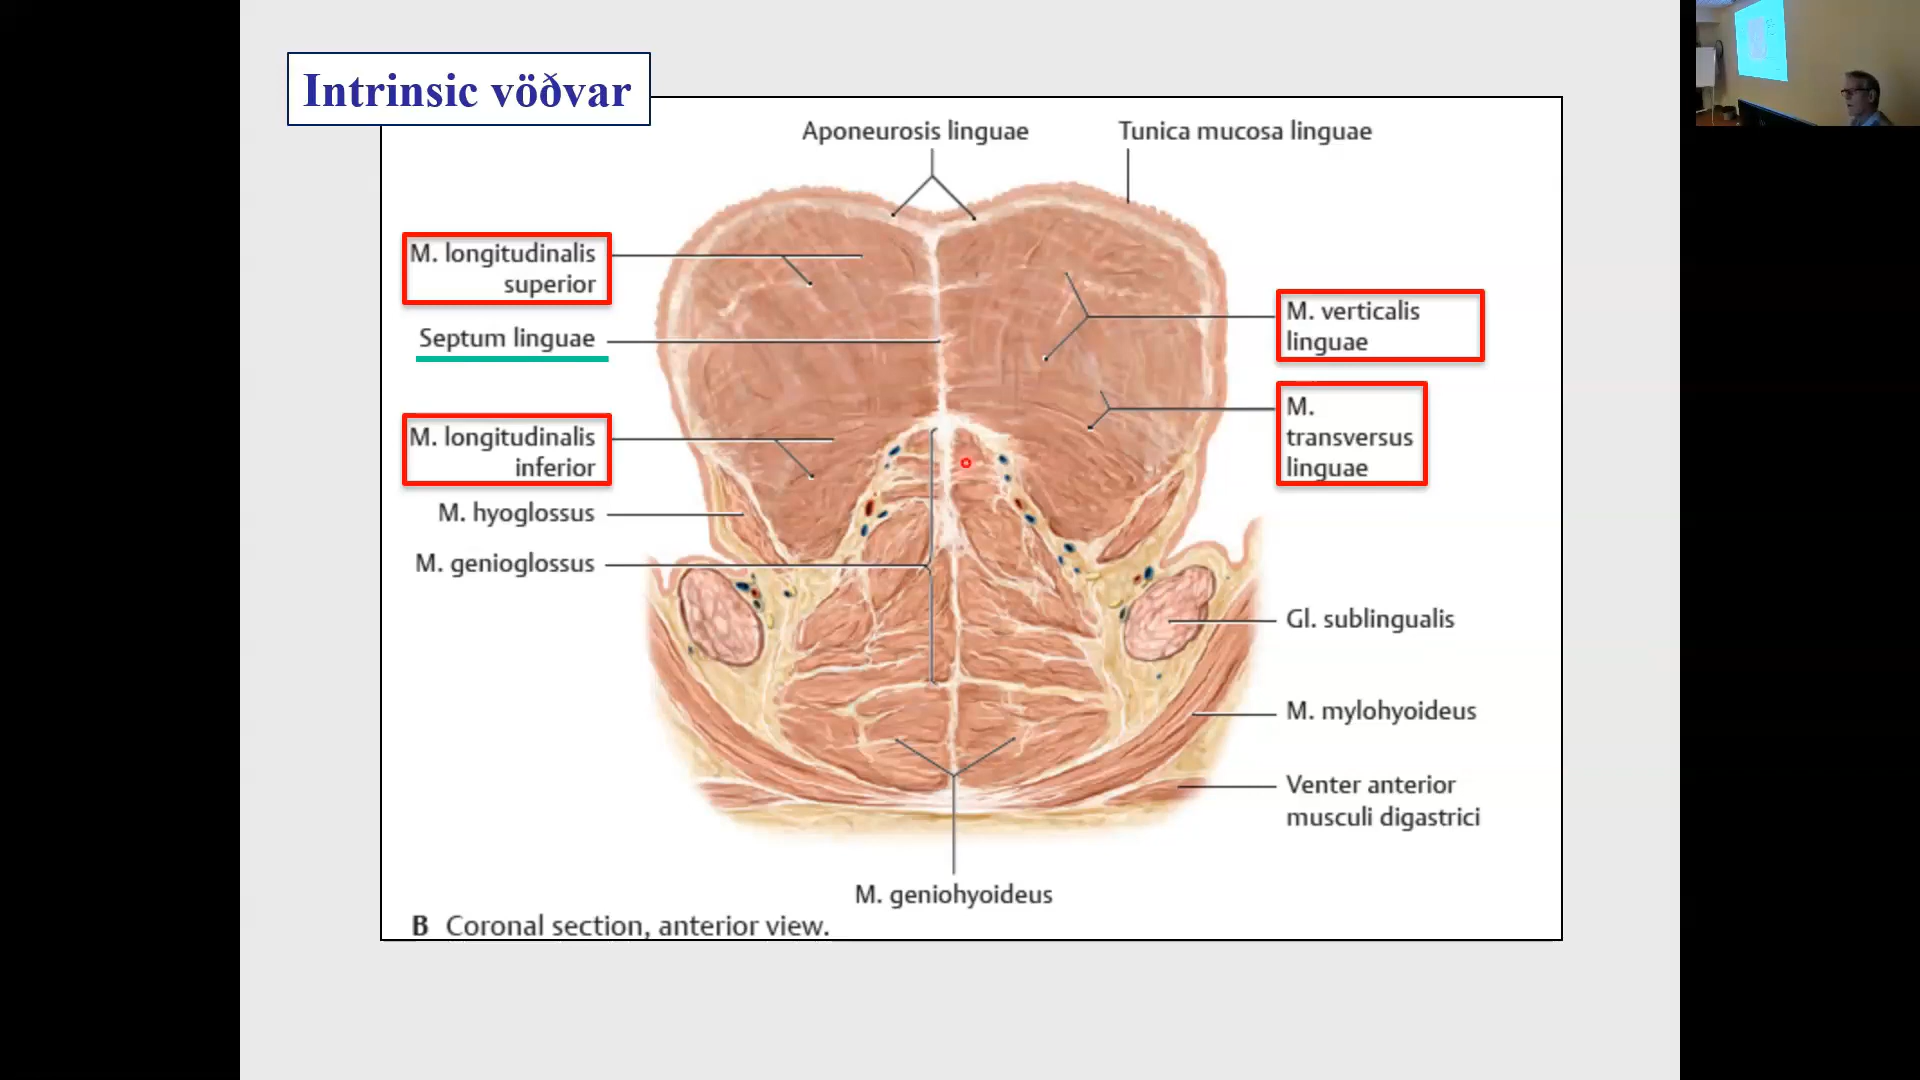 Intrinsic vöðvar
Aponeurosis linguae
Tunica mucosa linguae
M. longitudinalis
superior
Septum linguae
M. longitudinalis
inferior
M. hyoglossus
M. genioglossus
M. verticalis
linguae
M.
transversus
linguae
Gl. sublingualis
M. mylohyoideus
Venter anterior
musculi digastrici
M. geniohyoideus
B Coronal section, anterior view.